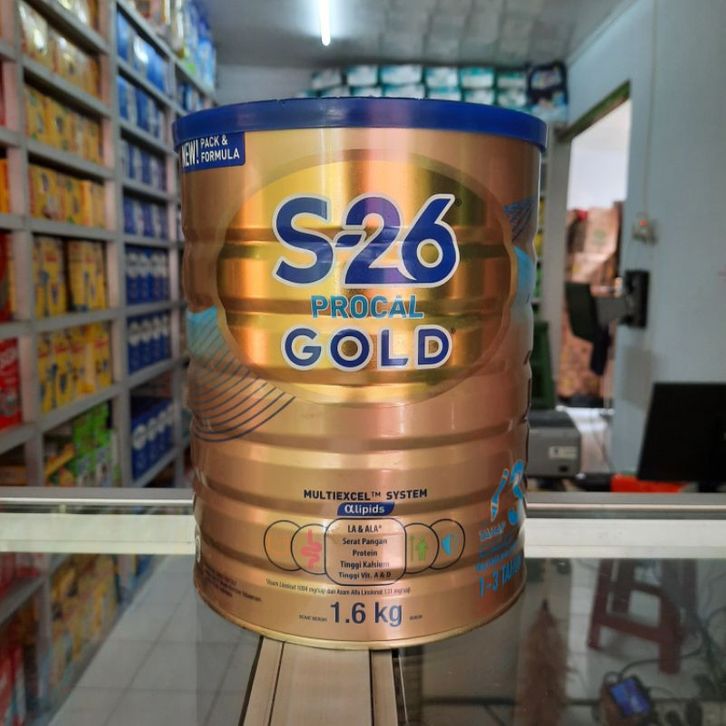 NEW! PACK &
FORMULA
S-26
PROCAL
GOLD
MULTIEXCEL™ SYSTEM
αlipids
LA & ALA*
Serat Pangan
Protein
Tinggi Kalsium
Tinggi Vit. A & D
1.6 kg
1-3